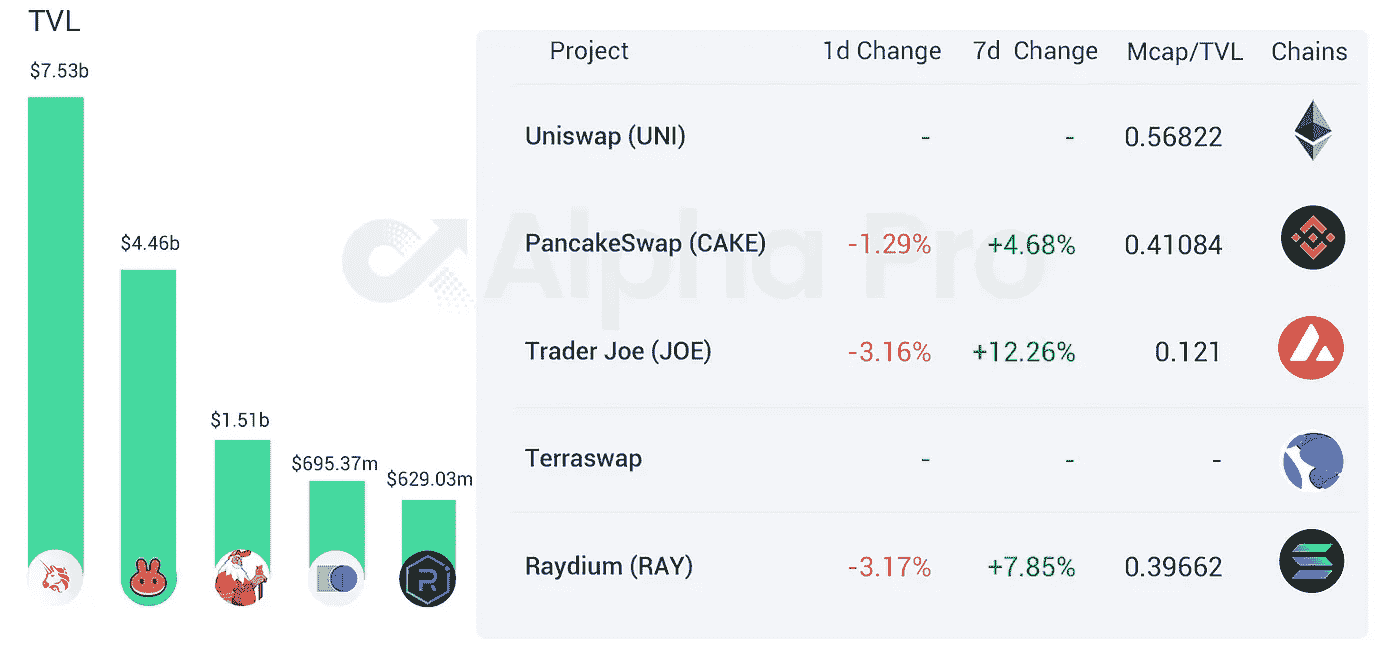 TVL
$7.53b
$4.46b
$1.51b
$695.37m
$629.03m
Project 1d Change 7d Change Mcap/TVL Chains
Uniswap (UNI) - - 0.56822
PancakeSwap (CAKE) -1.29% +4.68% 0.41084
Alpha Pro
Trader Joe (JOE) -3.16% +12.26% 0.121
Terraswap - - -
Raydium (RAY) -3.17% +7.85% 0.39662